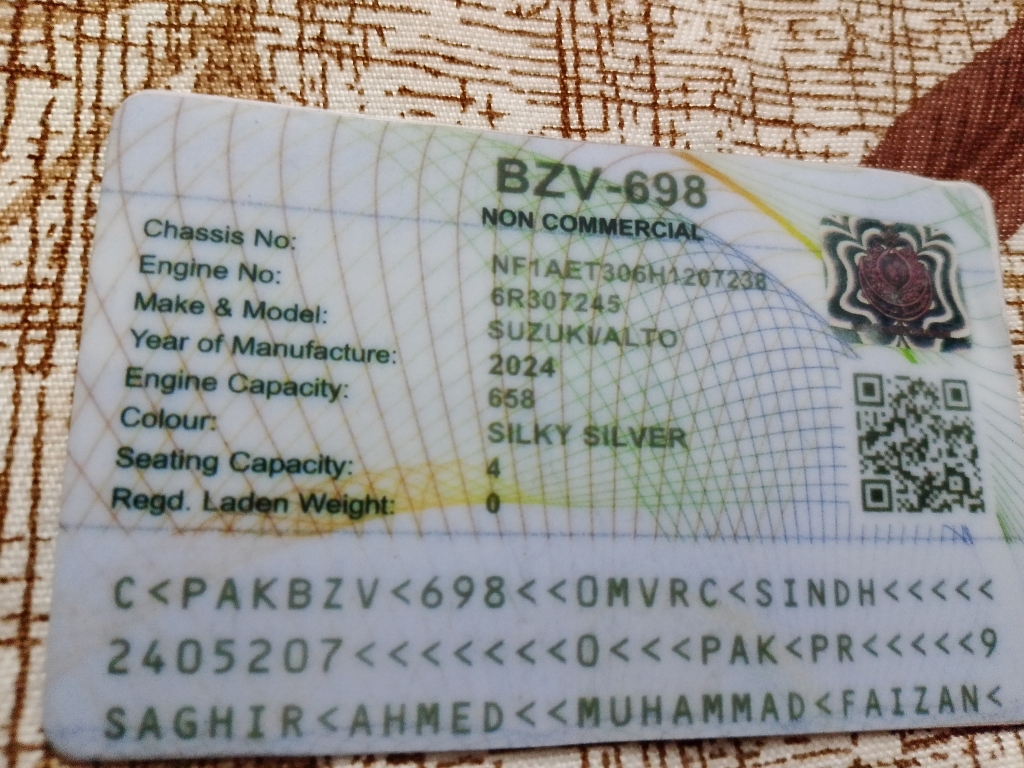 BZV-698
NON COMMERCIAL
Chassis No: NF1AET306H1207238
Engine No: 6R307245
Make & Model: SUZUKI/ALTO
Year of Manufacture: 2024
Engine Capacity: 658
Colour: SILKY SILVER
Seating Capacity: 4
Regd. Laden Weight: 0
C<PAKBZV<698<<0MVRC<SINDH<<<<<
2405207<<<<<<<0<<<PAK<PR<<<<<9
SAGHIR<AHMED<<MUHAMMAD<FAIZAN<